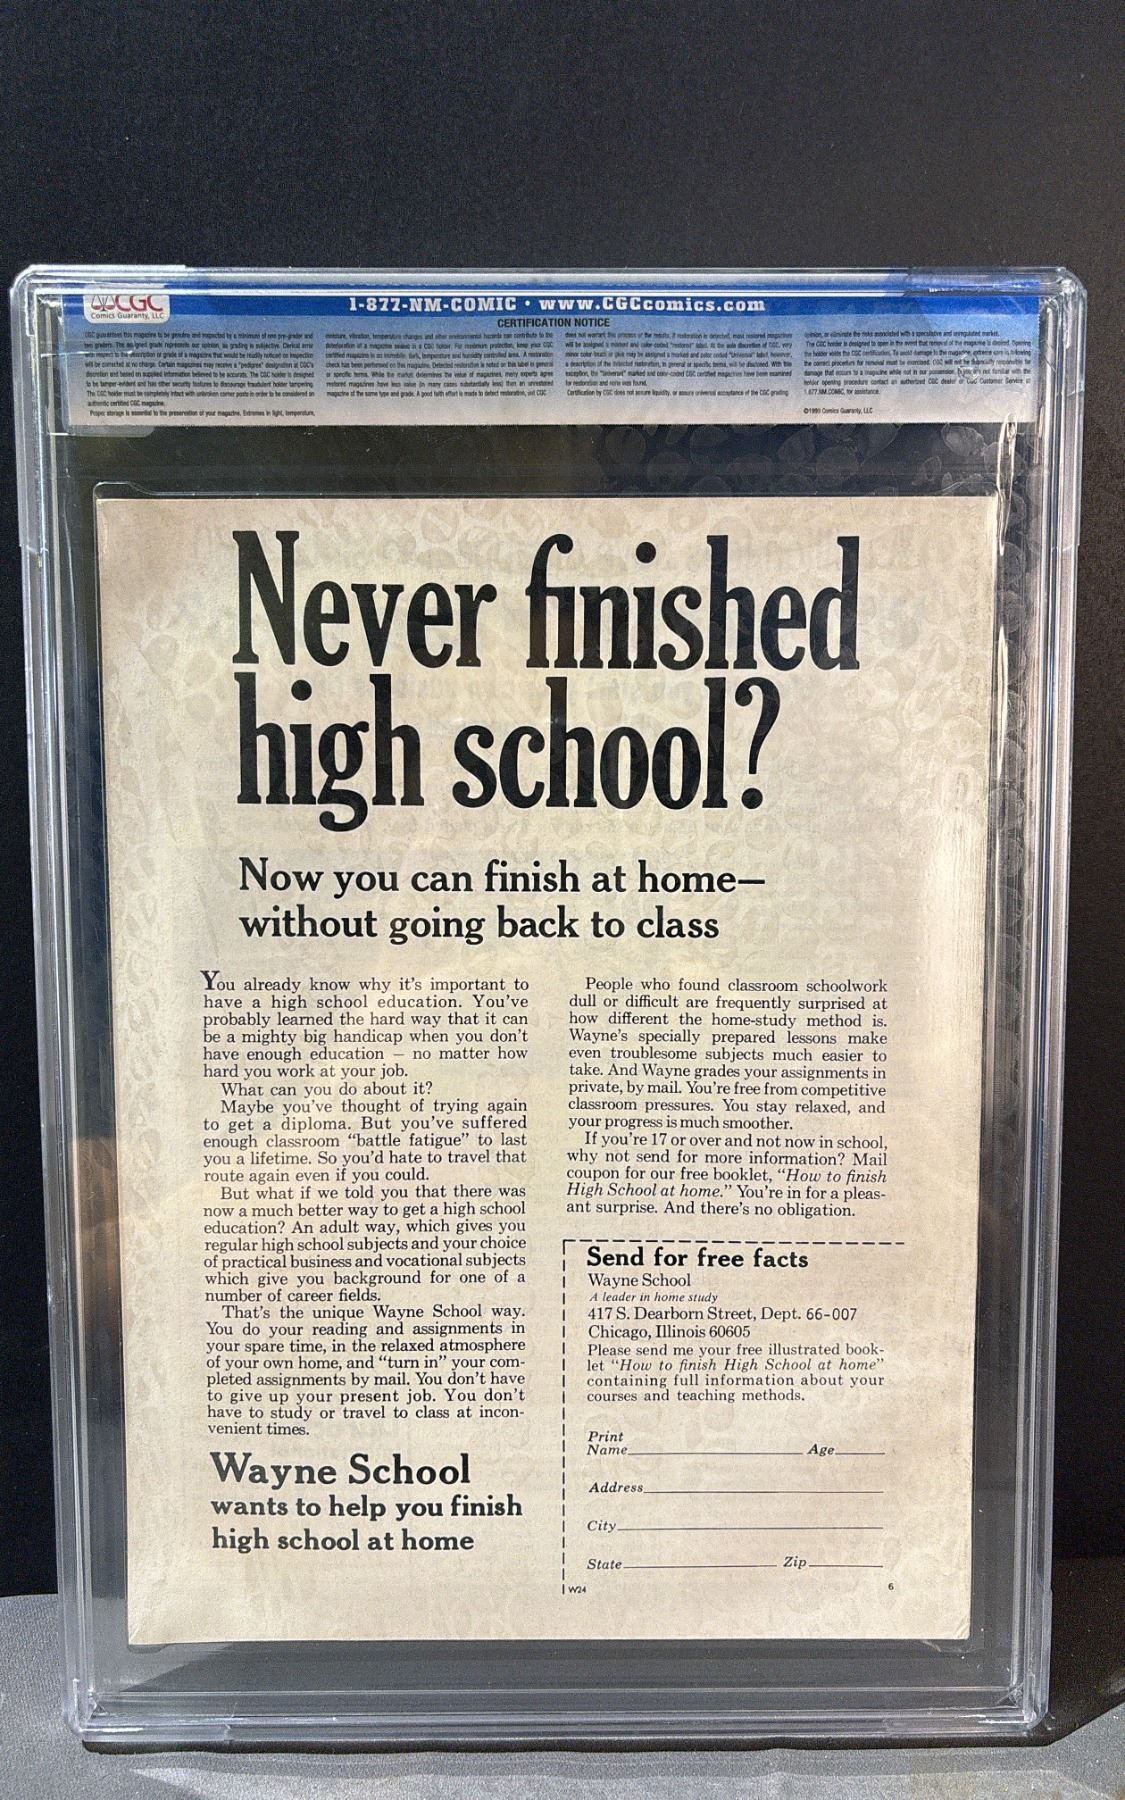 CGC
Comics Guaranty, LLC
1-877-NM-COMIC • www.CGCcomics.com
CERTIFICATION NOTICE
©1999 Comics Guaranty, LLC
Never finished
high school?
Now you can finish at home—
without going back to class
You already know why it's important to
have a high school education. You've
probably learned the hard way that it can
be a mighty big handicap when you don't
have enough education — no matter how
hard you work at your job.
What can you do about it?
Maybe you've thought of trying again
to get a diploma. But you've suffered
enough classroom “battle fatigue” to last
you a lifetime. So you'd hate to travel that
route again even if you could.
But what if we told you that there was
now a much better way to get a high school
education? An adult way, which gives you
regular high school subjects and your choice
of practical business and vocational subjects
which give you background for one of a
number of career fields.
That's the unique Wayne School way.
You do your reading and assignments in
your spare time, in the relaxed atmosphere
of your own home, and “turn in” your com-
pleted assignments by mail. You don't have
to give up your present job. You don't
have to study or travel to class at incon-
venient times.
Wayne School
wants to help you finish
high school at home
People who found classroom schoolwork
dull or difficult are frequently surprised at
how different the home-study method is.
Wayne's specially prepared lessons make
even troublesome subjects much easier to
take. And Wayne grades your assignments in
private, by mail. You're free from competitive
classroom pressures. You stay relaxed, and
your progress is much smoother.
If you're 17 or over and not now in school,
why not send for more information? Mail
coupon for our free booklet, “How to finish
High School at home.” You're in for a pleas-
ant surprise. And there's no obligation.
Send for free facts
Wayne School
A leader in home study
417 S. Dearborn Street, Dept. 66-007
Chicago, Illinois 60605
Please send me your free illustrated book-
let “How to finish High School at home”
containing full information about your
courses and teaching methods.
Print
Name Age
Address
City
State Zip
W24 6